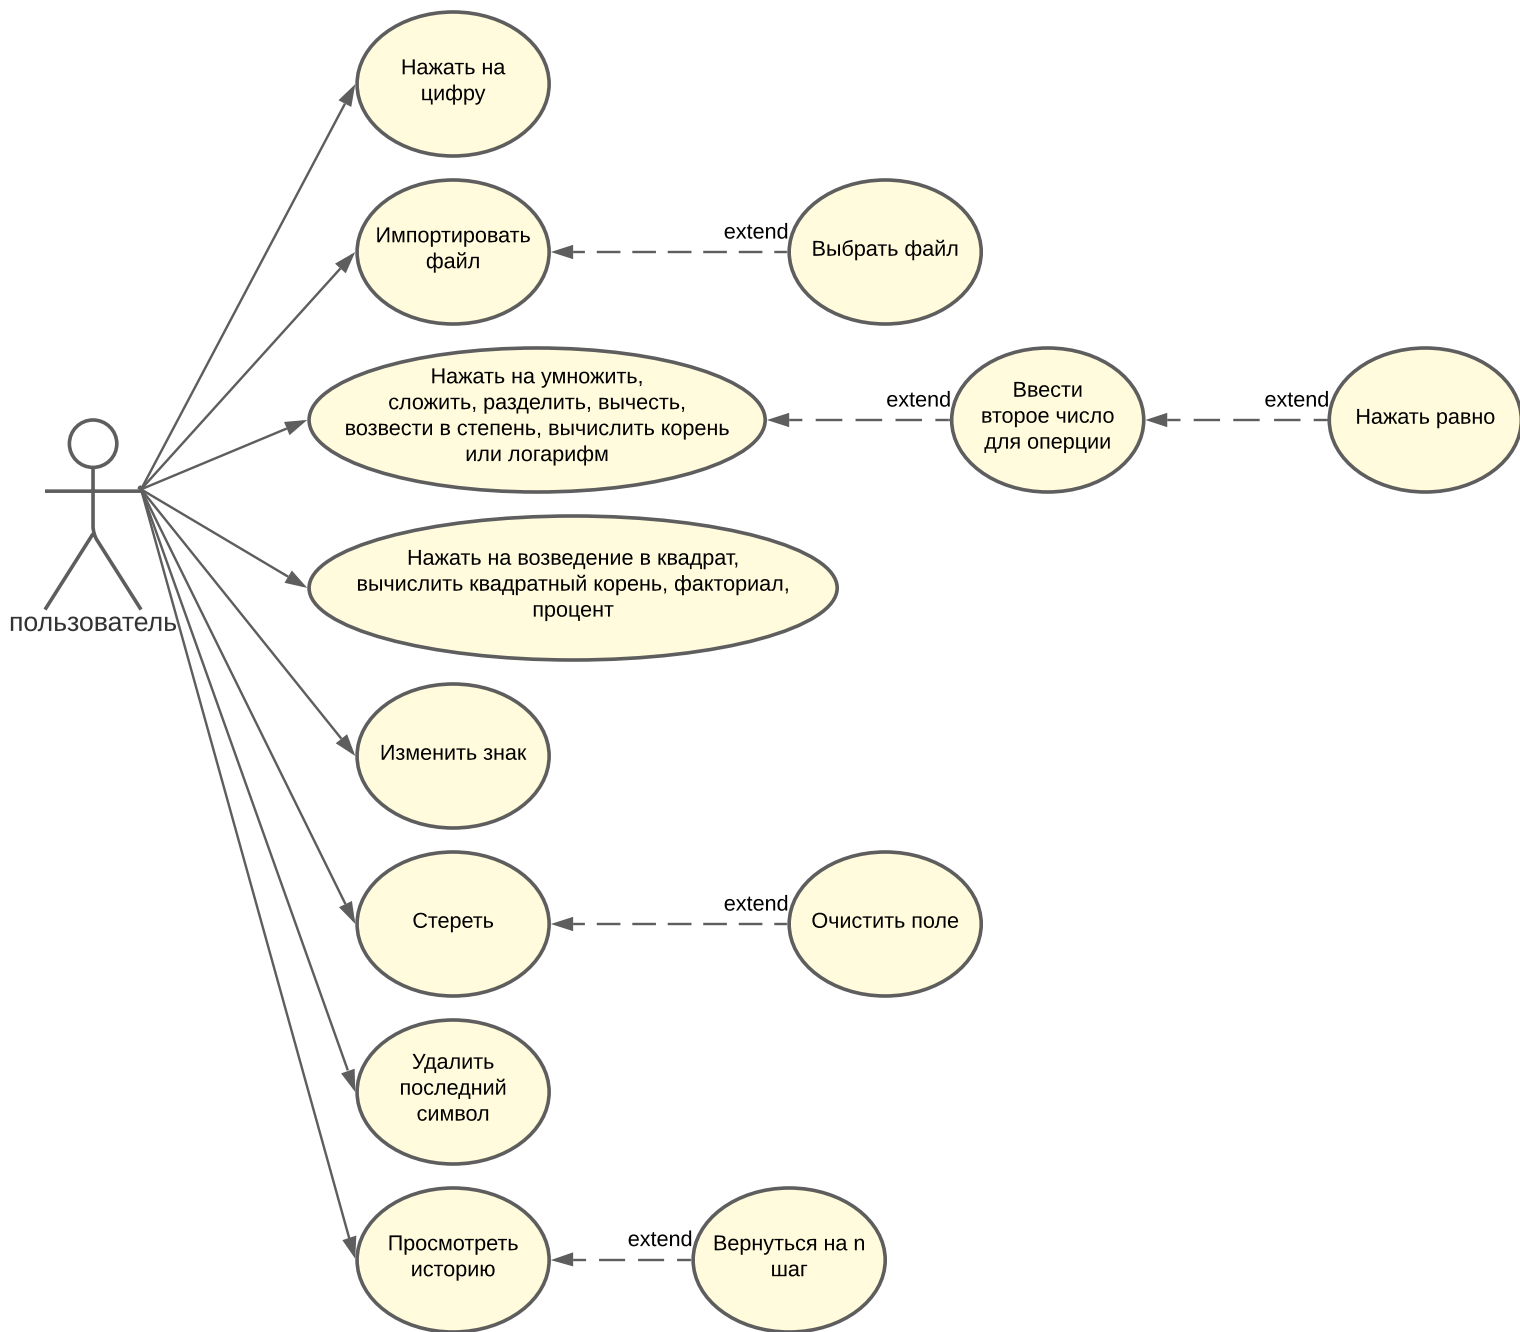 Нажать на
цифру
Импортировать
файл
extend
Выбрать файл
Нажать на умножить,
сложить, разделить, вычесть,
возвести в степень, вычислить корень
или логарифм
extend
Ввести
второе число
для оперции
extend
Нажать равно
пользователь
Нажать на возведение в квадрат,
вычислить квадратный корень, факториал,
процент
Изменить знак
Стереть
extend
Очистить поле
Удалить
последний
символ
Просмотреть
историю
extend
Вернуться на n
шаг